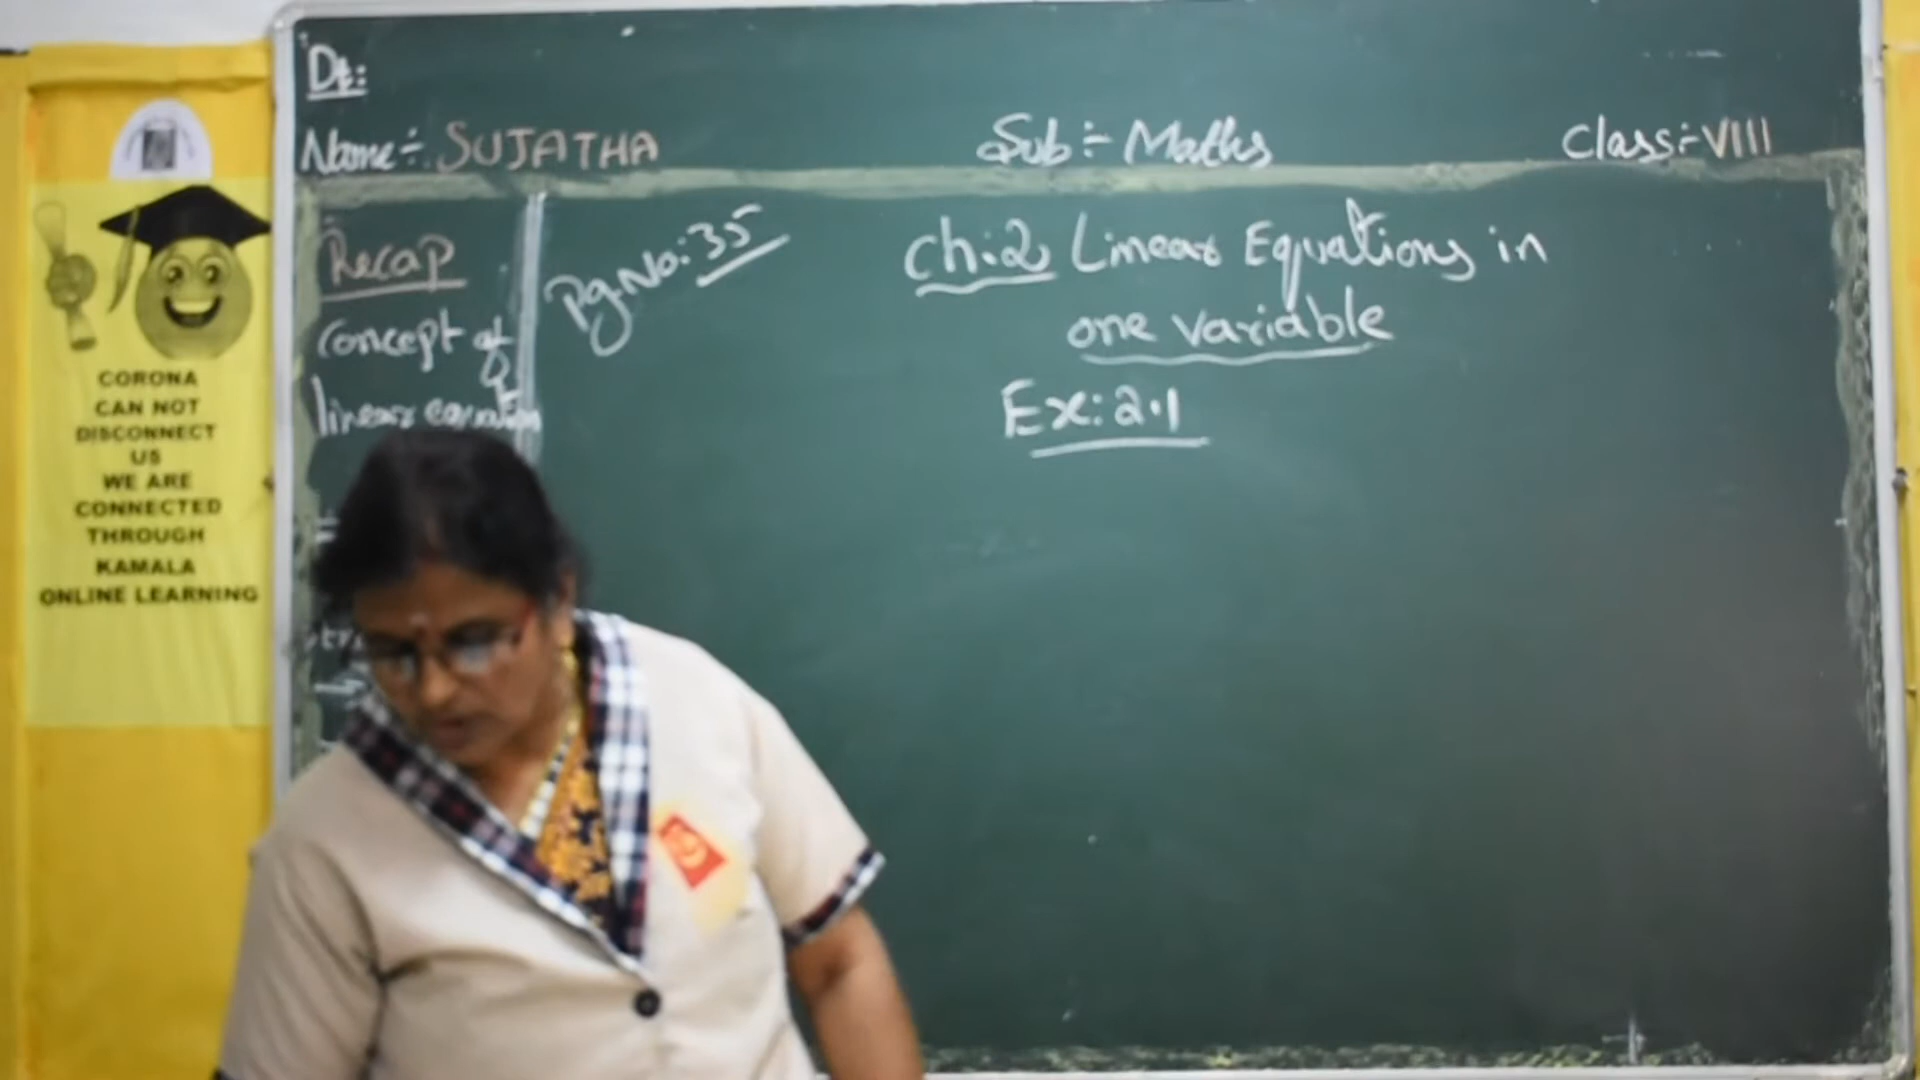 Dt:
Name:- SUJATHA
Sub:- Maths
Class:- VIII
Recap
Concept of
linear equation
Pg.No: 35
Ch:2 Linear Equations in
one variable
Ex: 2.1
CORONA
CAN NOT
DISCONNECT
US
WE ARE
CONNECTED
THROUGH
KAMALA
ONLINE LEARNING